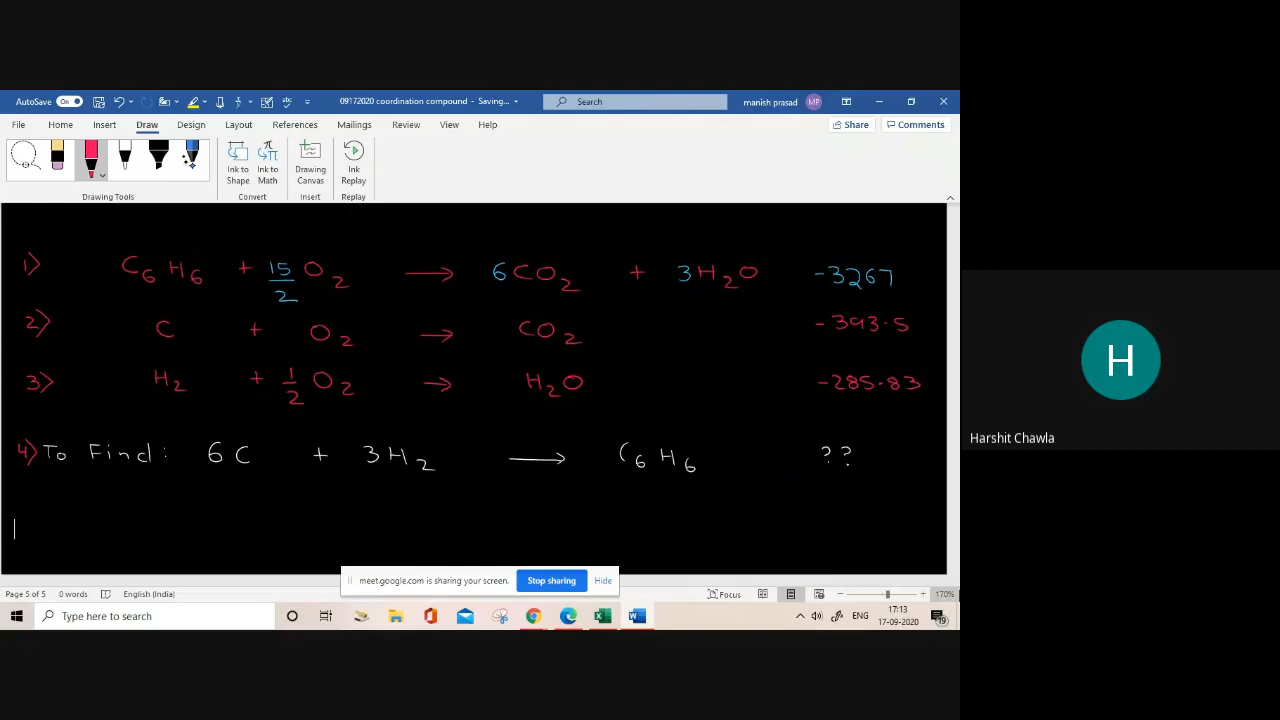 AutoSave On 09172020 coordination compound - Saving... Search manish prasad MP
File Home Insert Draw Design Layout References Mailings Review View Help Share Comments
Ink to Shape Ink to Math Drawing Canvas Ink Replay
Drawing Tools Convert Insert Replay
1) C6H6 + 15/2 O2 → 6CO2 + 3H2O -3267
2) C + O2 → CO2 -393.5
3) H2 + 1/2 O2 → H2O -285.83
4) To Find: 6C + 3H2 → C6H6 ??
H
Harshit Chawla
meet.google.com is sharing your screen. Stop sharing Hide
Page 5 of 5 0 words English (India) Focus 170%
Type here to search ENG 17:13 17-09-2020 19